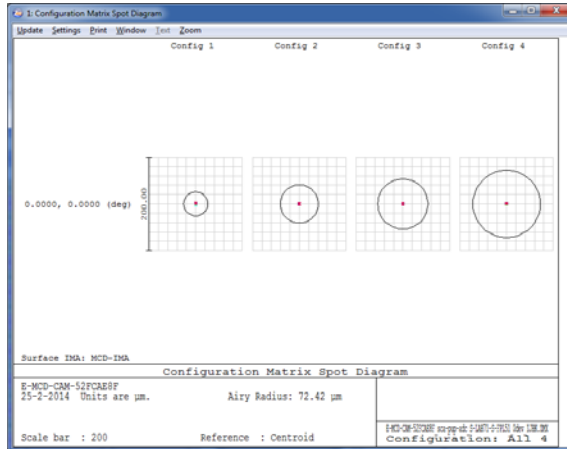 1: Configuration Matrix Spot Diagram
Update Settings Print Window Text Zoom
Config 1 Config 2 Config 3 Config 4
0.0000, 0.0000 (deg)
200.00
Surface IMA: MCD-IMA
Configuration Matrix Spot Diagram
E-MCD-CAM-52FCAE8F
25-2-2014 Units are µm. Airy Radius: 72.42 µm
Scale bar : 200 Reference : Centroid
Configuration: All 4